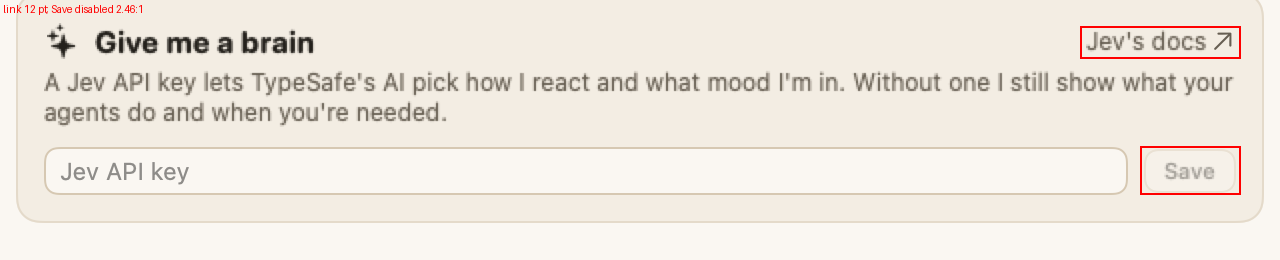 link 12 pt, Save disabled 2.46:1
Give me a brain
Jev's docs
A Jev API key lets TypeSafe's AI pick how I react and what mood I'm in. Without one I still show what your
agents do and when you're needed.
Jev API key
Save